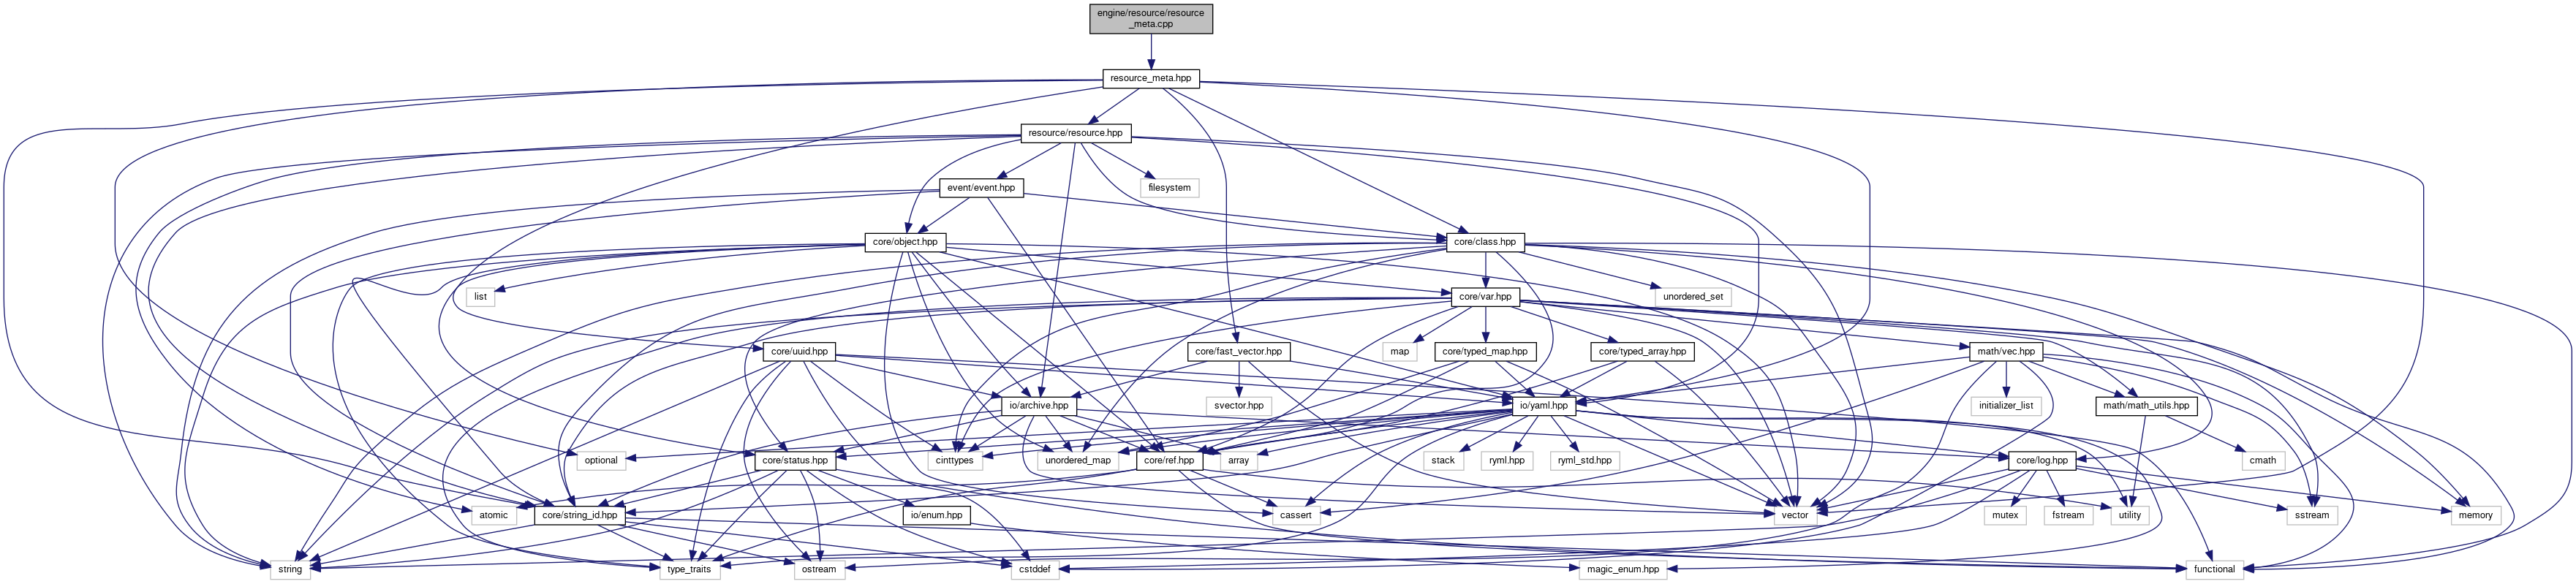 engine/resource/resource
_meta.cpp
resource_meta.hpp
resource/resource.hpp
event/event.hpp
filesystem
core/object.hpp
core/class.hpp
list
core/var.hpp
unordered_set
core/uuid.hpp
core/fast_vector.hpp
map
core/typed_map.hpp
core/typed_array.hpp
math/vec.hpp
io/archive.hpp
svector.hpp
io/yaml.hpp
initializer_list
math/math_utils.hpp
optional
core/status.hpp
cinttypes
unordered_map
core/ref.hpp
array
stack
ryml.hpp
ryml_std.hpp
core/log.hpp
cmath
atomic
core/string_id.hpp
io/enum.hpp
cassert
vector
mutex
fstream
utility
sstream
memory
string
type_traits
ostream
magic_enum.hpp
cstddef
functional